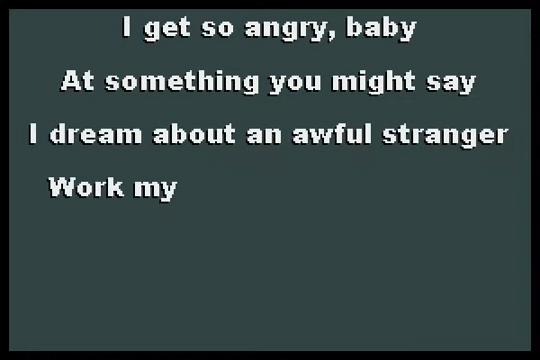 I get so angry, baby
At something you might say
I dream about an awful stranger
Work my